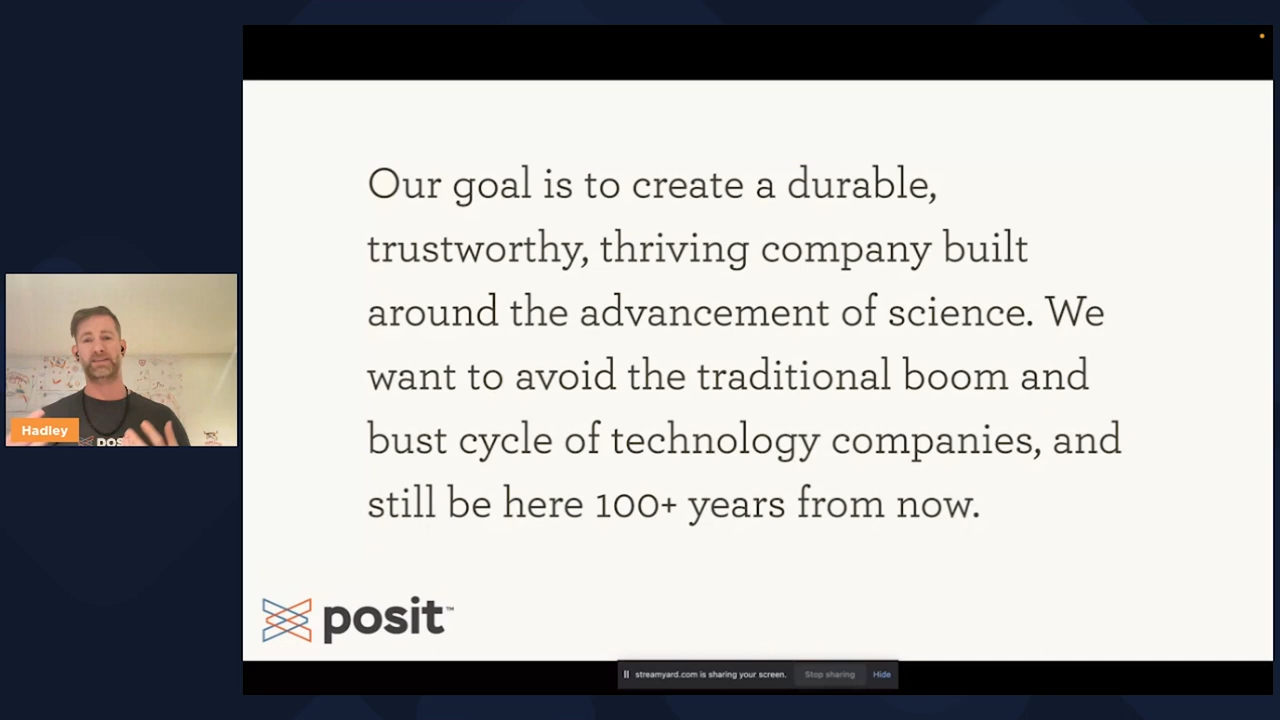 Our goal is to create a durable,
trustworthy, thriving company built
around the advancement of science. We
want to avoid the traditional boom and
bust cycle of technology companies, and
still be here 100+ years from now.
Hadley
posit™
streamyard.com is sharing your screen. Stop sharing Hide